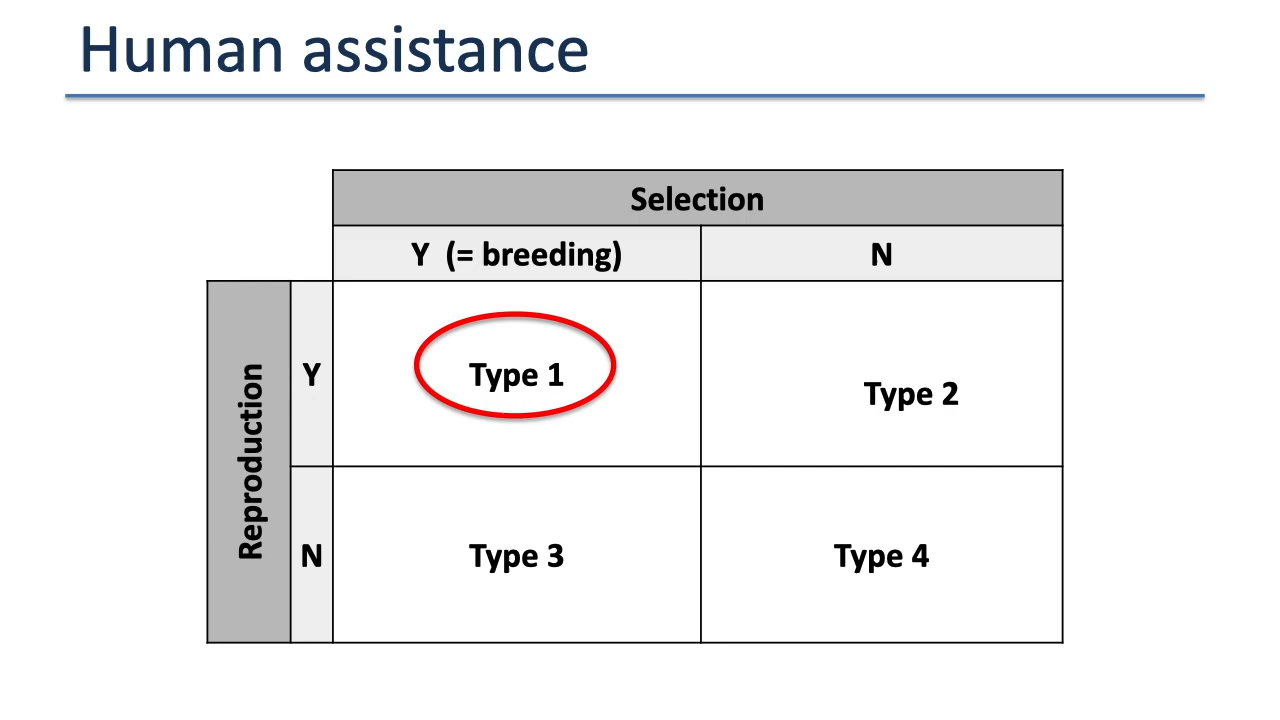 Human assistance
Selection
Y (= breeding)
N
Reproduction
Y
Type 1
Type 2
N
Type 3
Type 4